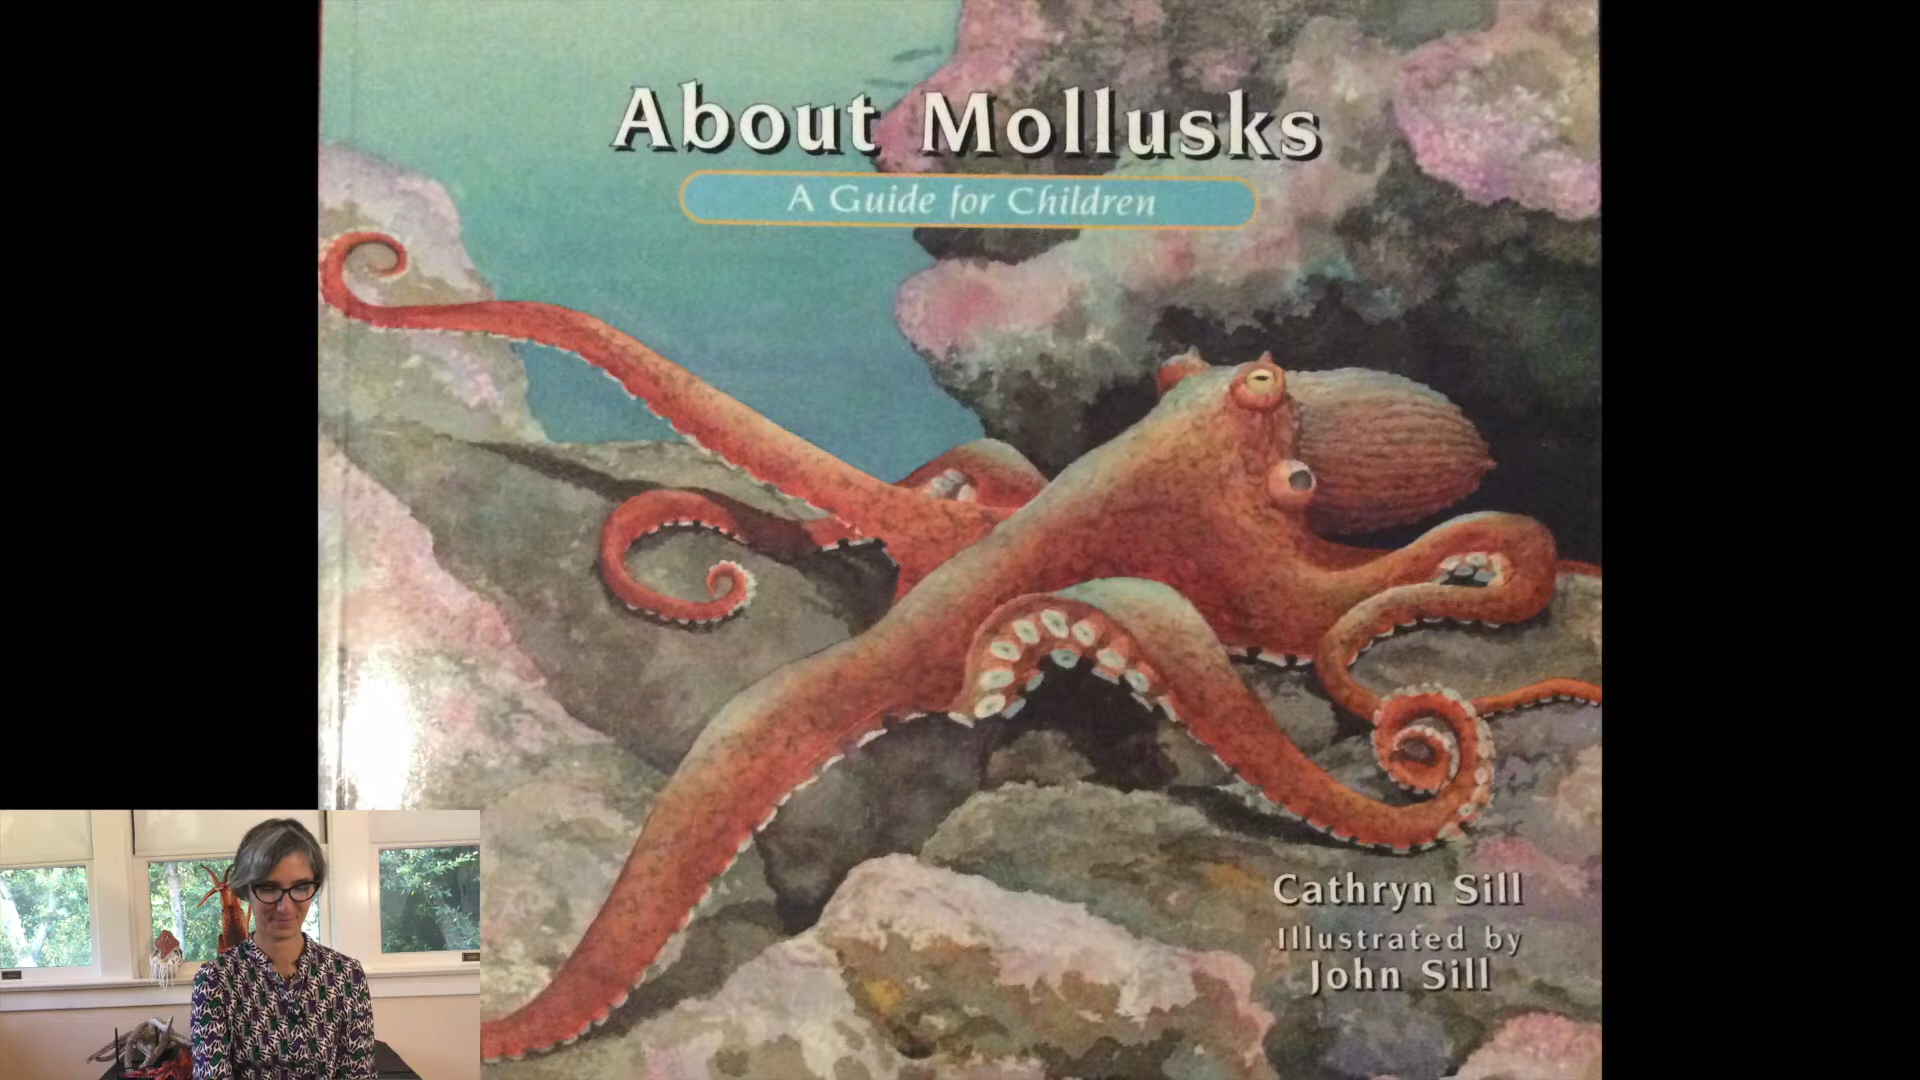 About Mollusks
A Guide for Children
Cathryn Sill
Illustrated by
John Sill